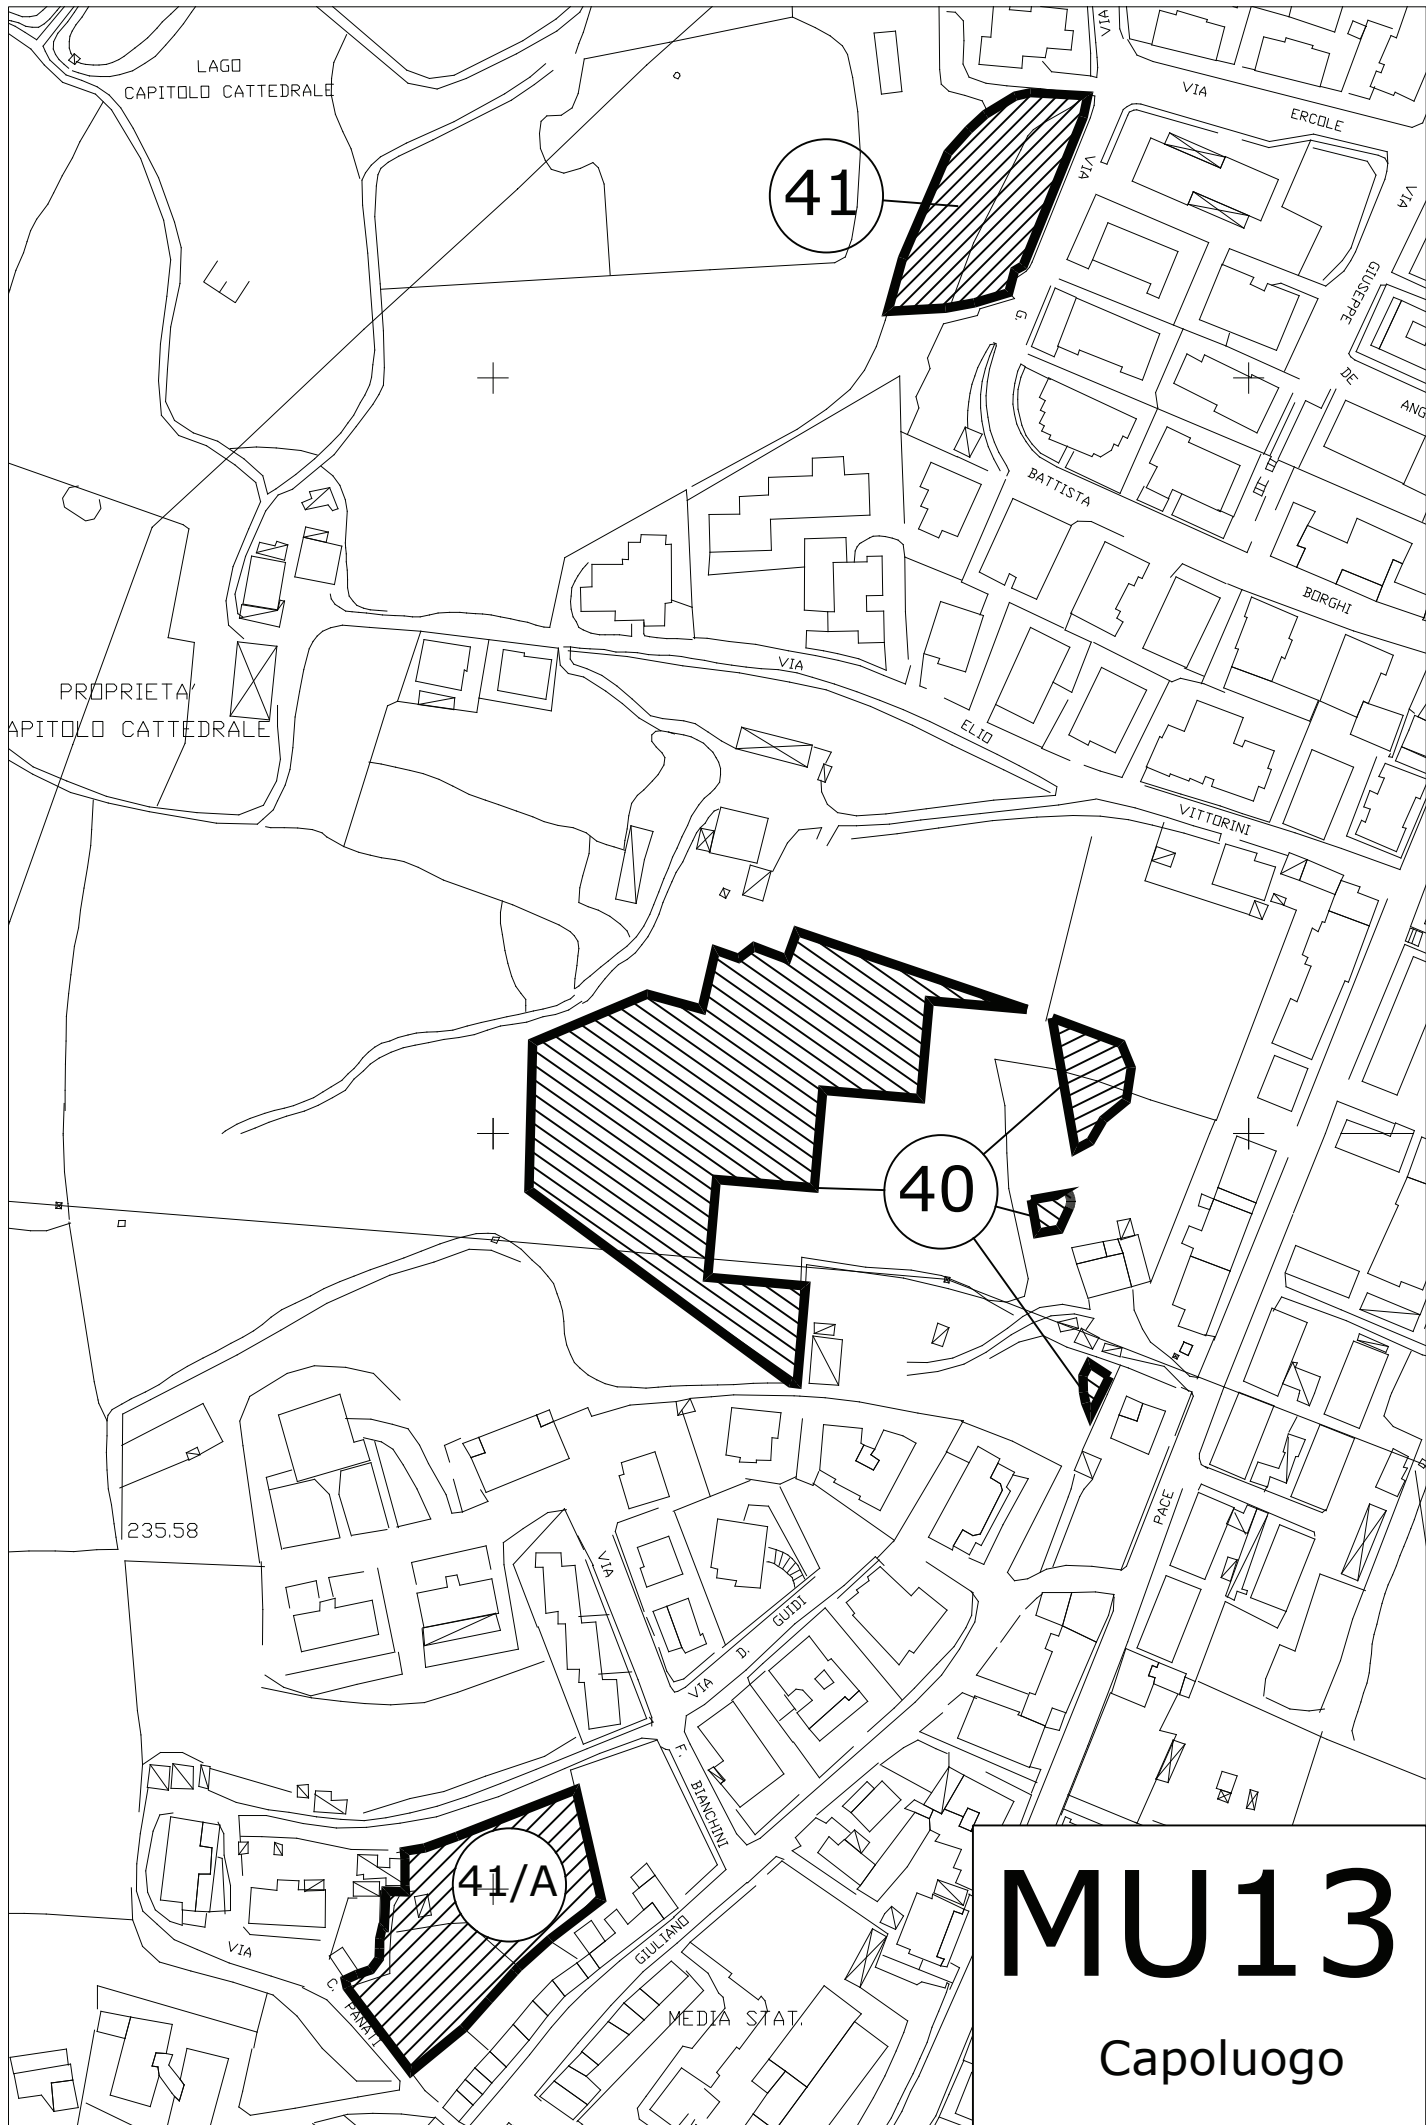 LAGO
CAPITOLO CATTEDRALE
VIA
VIA
ERCOLE
VIA
VIA
41
GIUSEPPE
DE
ANG
G.
BATTISTA
BORGHI
PROPRIETA'
APITOLO CATTEDRALE
VIA
ELIO
VITTORINI
40
235.58
PACE
VIA
VIA D. GUIDI
F. BIANCHINI
41/A
VIA
C. PANATI
GIULIANO
MEDIA STAT.
MU13
Capoluogo